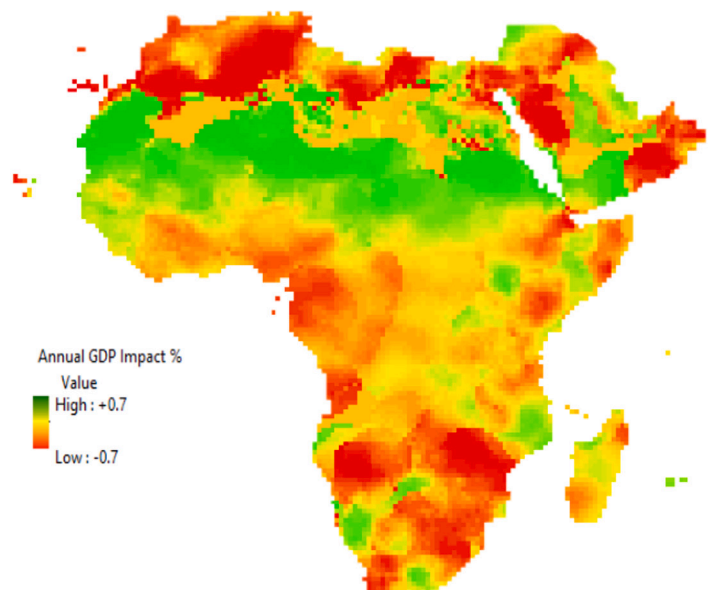 Annual GDP Impact %
Value
High : +0.7
Low : -0.7